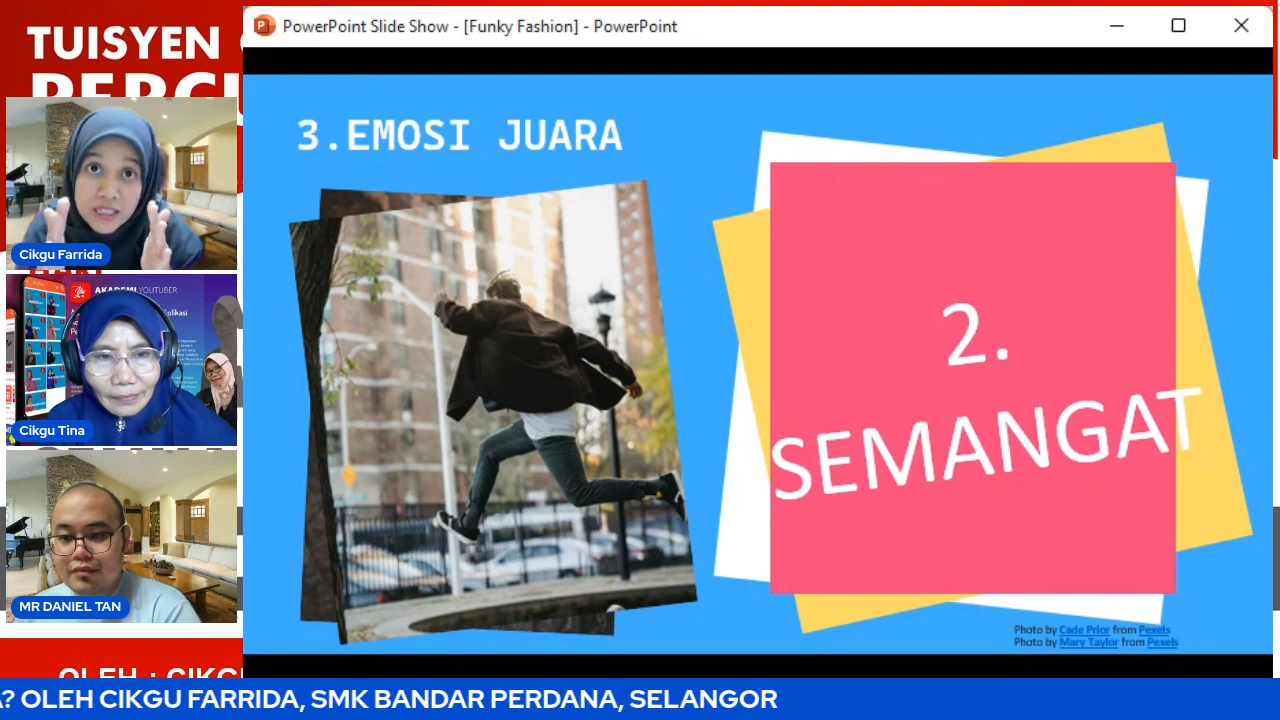 TUISYEN
PowerPoint Slide Show - [Funky Fashion] - PowerPoint
3.EMOSI JUARA
2.
SEMANGAT
Photo by Cade Prior from Pexels
Photo by Mary Taylor from Pexels
Cikgu Farrida
AKADEMI YOUTUBER
Cikgu Tina
MR DANIEL TAN
OLEH : CIKG
A? OLEH CIKGU FARRIDA, SMK BANDAR PERDANA, SELANGOR